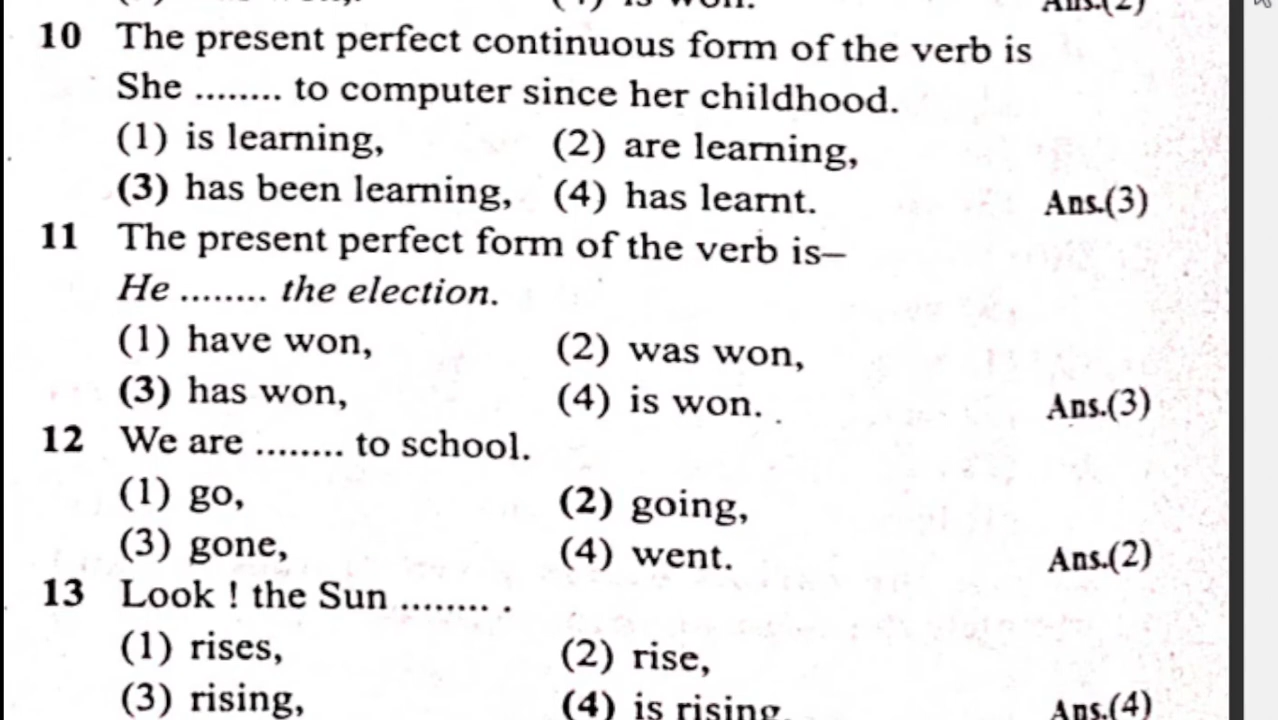 Ans.(2)
10 The present perfect continuous form of the verb is
She ........ to computer since her childhood.
(1) is learning, (2) are learning,
(3) has been learning, (4) has learnt. Ans.(3)
11 The present perfect form of the verb is–
He ........ the election.
(1) have won, (2) was won,
(3) has won, (4) is won. Ans.(3)
12 We are ........ to school.
(1) go, (2) going,
(3) gone, (4) went. Ans.(2)
13 Look ! the Sun ........ .
(1) rises, (2) rise,
(3) rising, (4) is rising. Ans.(4)